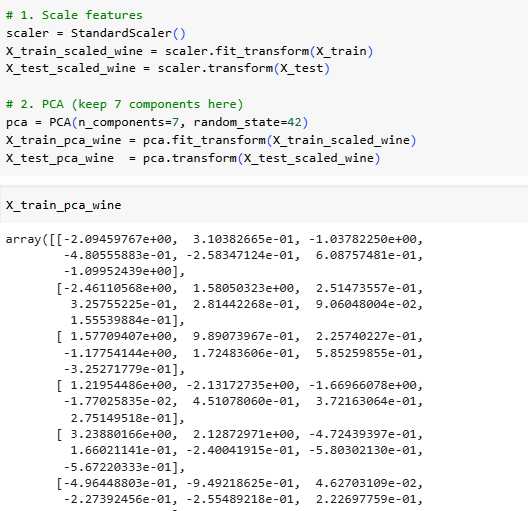 # 1. Scale features
scaler = StandardScaler()
X_train_scaled_wine = scaler.fit_transform(X_train)
X_test_scaled_wine = scaler.transform(X_test)
# 2. PCA (keep 7 components here)
pca = PCA(n_components=7, random_state=42)
X_train_pca_wine = pca.fit_transform(X_train_scaled_wine)
X_test_pca_wine  = pca.transform(X_test_scaled_wine)
X_train_pca_wine
array([[-2.09459767e+00,  3.10382665e-01, -1.03782250e+00,
-4.80555883e-01, -2.58347124e-01,  6.08757481e-01,
-1.09952439e+00],
[-2.46110568e+00,  1.58050323e+00,  2.51473557e-01,
3.25755225e-01,  2.81442268e-01,  9.06048004e-02,
1.55539884e-01],
[ 1.57709407e+00,  9.89073967e-01,  2.25740227e-01,
-1.17754144e+00,  1.72483606e-01,  5.85259855e-01,
-3.25271779e-01],
[ 1.21954486e+00, -2.13172735e+00, -1.66966078e+00,
-1.77025835e-02,  4.51078060e-01,  3.72163064e-01,
2.75149518e-01],
[ 3.23880166e+00,  2.12872971e+00, -4.72439397e-01,
1.66021141e-01, -2.40041915e-01, -5.80302130e-01,
-5.67220333e-01],
[-4.96448803e-01, -9.49218625e-01,  4.62703109e-02,
-2.27392456e-01, -2.55489218e-01,  2.22697759e-01,